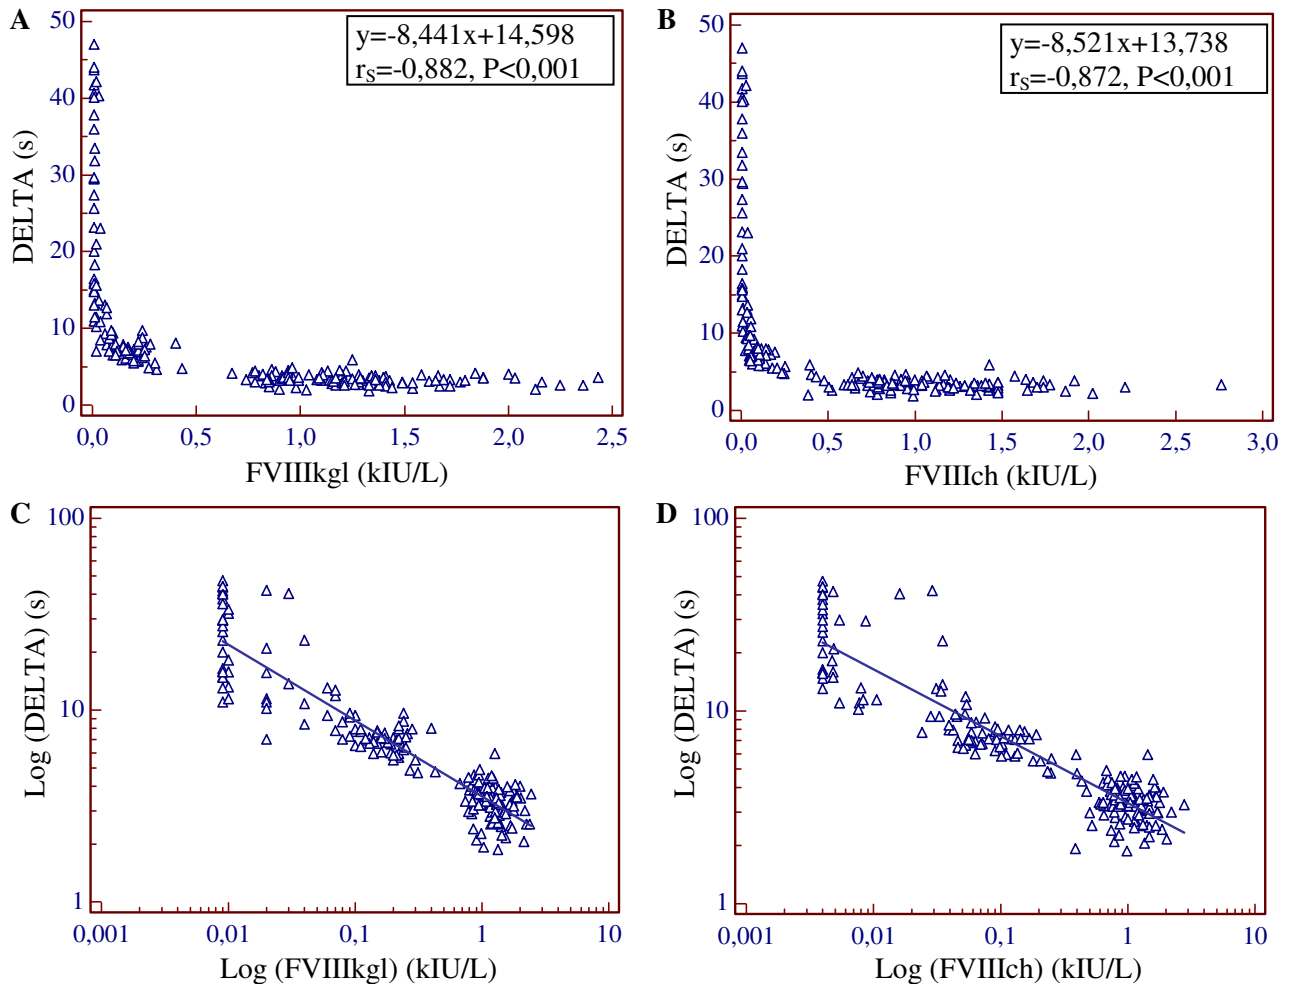 A
y=-8,441x+14,598
rS=-0,882, P<0,001
50
40
30
20
10
0
DELTA (s)
0,0 0,5 1,0 1,5 2,0 2,5
FVIIIkgl (kIU/L)
B
y=-8,521x+13,738
rS=-0,872, P<0,001
50
40
30
20
10
0
DELTA (s)
0,0 0,5 1,0 1,5 2,0 2,5 3,0
FVIIIch (kIU/L)
C
100
10
1
Log (DELTA) (s)
0,001 0,01 0,1 1 10
Log (FVIIIkgl) (kIU/L)
D
100
10
1
Log (DELTA) (s)
0,001 0,01 0,1 1 10
Log (FVIIIch) (kIU/L)